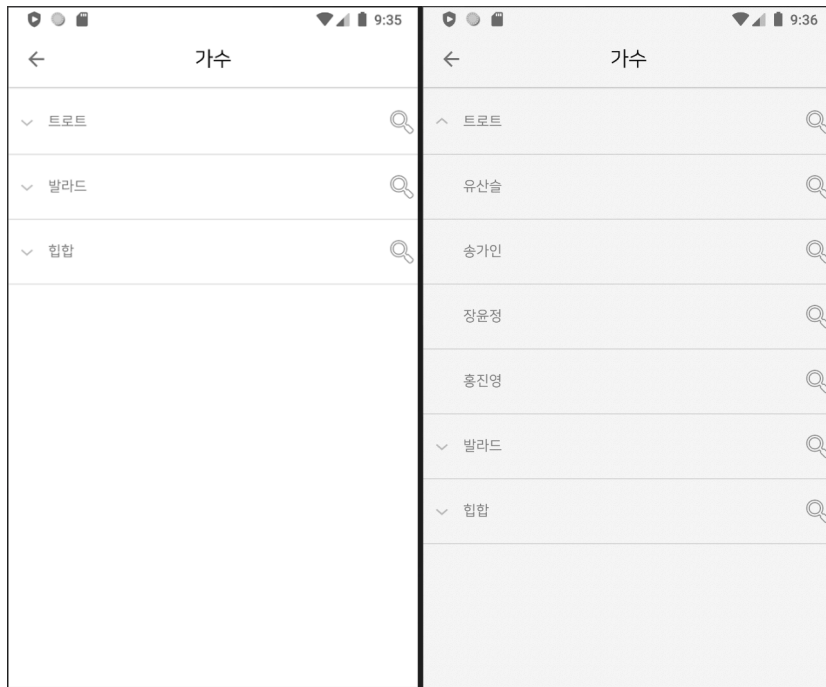 9:35
가수
트로트
발라드
힙합
9:36
가수
트로트
유산슬
송가인
장윤정
홍진영
발라드
힙합